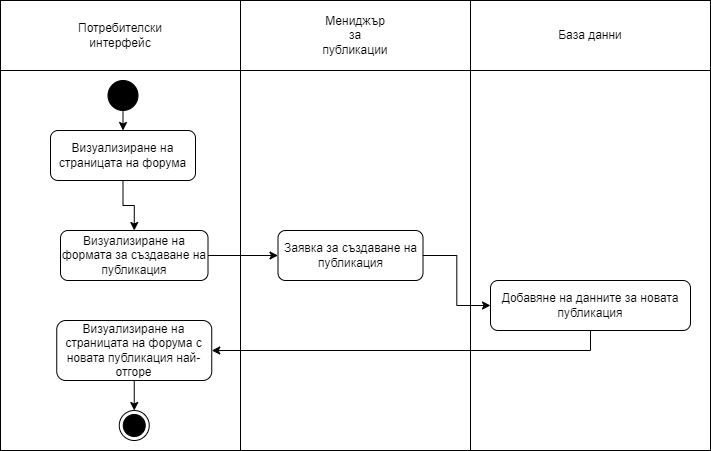 Потребителски
интерфейс
Мениджър
за
публикации
База данни
Визуализиране на
страницата на форума
Визуализиране на
формата за създаване на
публикация
Заявка за създаване на
публикация
Добавяне на данните за новата
публикация
Визуализиране на
страницата на форума с
новата публикация най-
отгоре